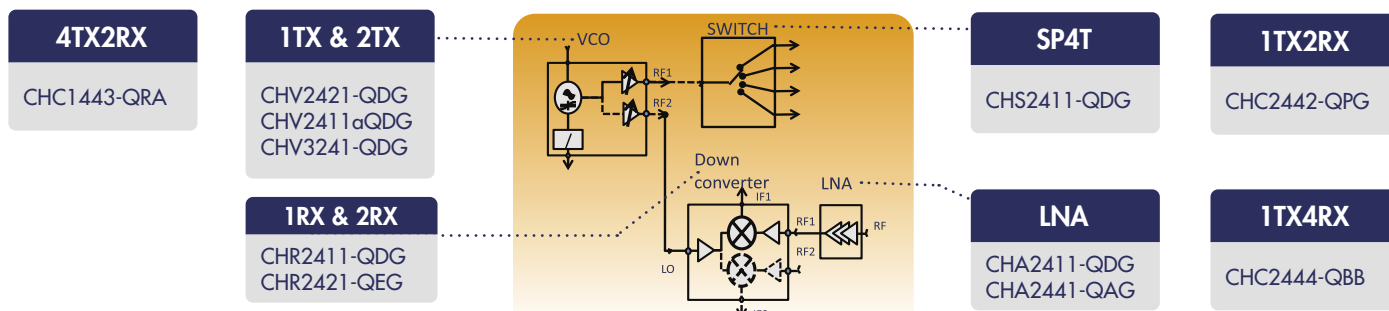 4TX2RX
CHC1443-QRA
1TX & 2TX
CHV2421-QDG
CHV2411aQDG
CHV3241-QDG
1RX & 2RX
CHR2411-QDG
CHR2421-QEG
VCO
SWITCH
RF1
RF2
Down
converter
LNA
IF1
RF1
RF
RF2
LO
SP4T
CHS2411-QDG
LNA
CHA2411-QDG
CHA2441-QAG
1TX2RX
CHC2442-QPG
1TX4RX
CHC2444-QBB